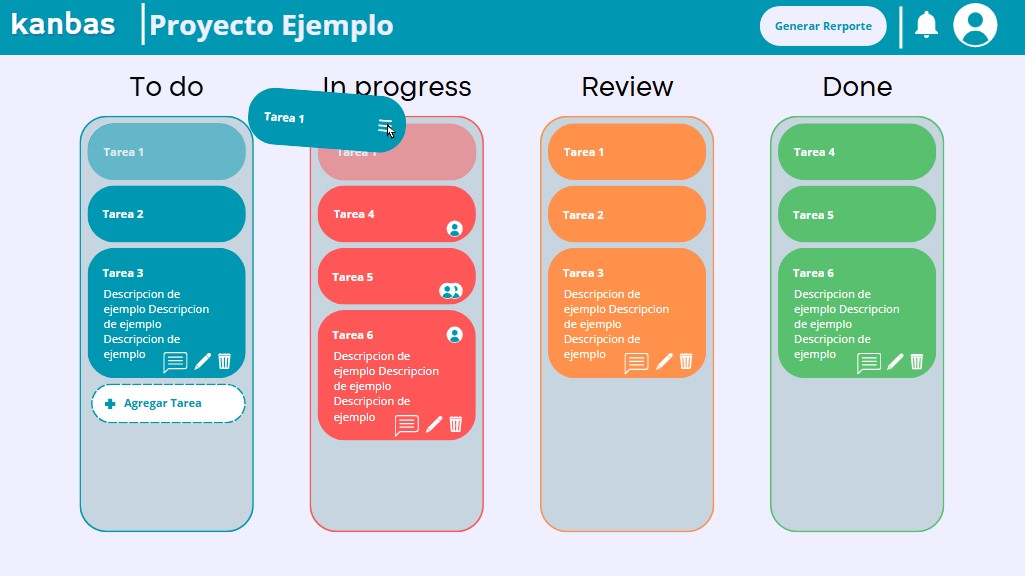 kanbas
Proyecto Ejemplo
Generar Rerporte
To do
In progress
Review
Done
Tarea 1
Tarea 1
Tarea 2
Tarea 3
Descripcion de
ejemplo Descripcion
de ejemplo
Descripcion de
ejemplo
Agregar Tarea
Tarea 1
Tarea 4
Tarea 5
Tarea 6
Descripcion de
ejemplo Descripcion
de ejemplo
Descripcion de
ejemplo
Tarea 1
Tarea 2
Tarea 3
Descripcion de
ejemplo Descripcion
de ejemplo
Descripcion de
ejemplo
Tarea 4
Tarea 5
Tarea 6
Descripcion de
ejemplo Descripcion
de ejemplo
Descripcion de
ejemplo